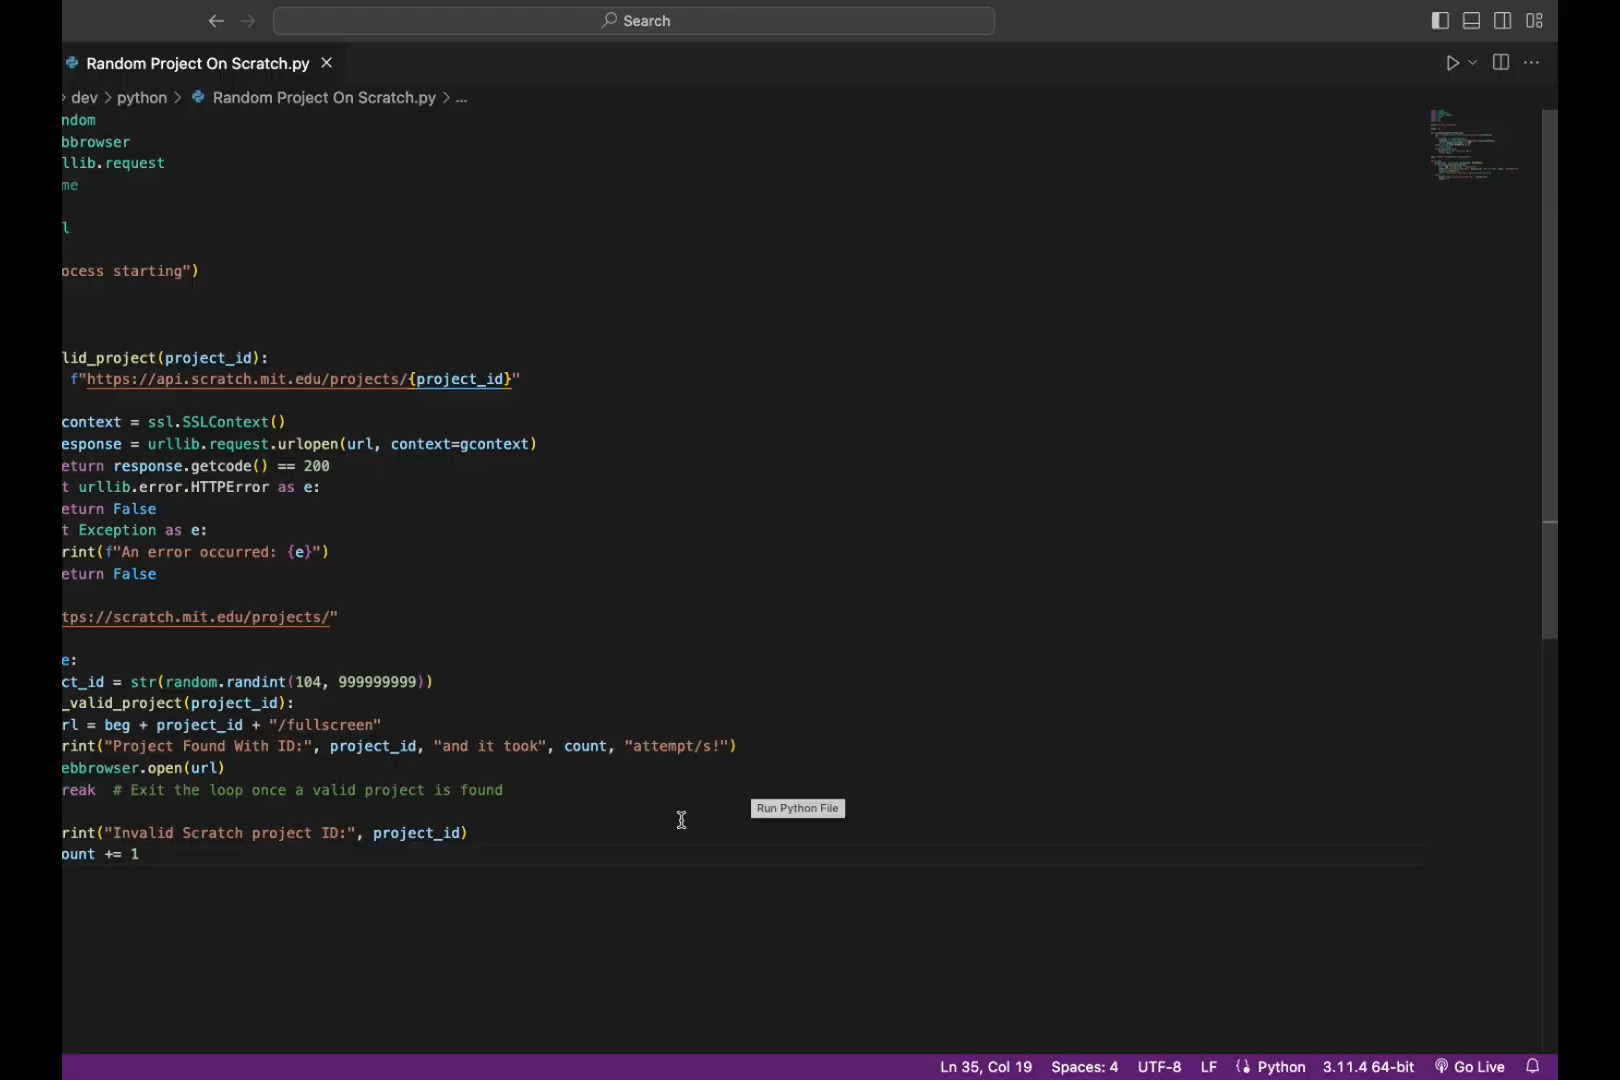 Search
Random Project On Scratch.py
dev > python > Random Project On Scratch.py > ...
ndom
bbrowser
llib.request
me
l
ocess starting")
lid_project(project_id):
f"https://api.scratch.mit.edu/projects/{project_id}"
context = ssl.SSLContext()
esponse = urllib.request.urlopen(url, context=gcontext)
eturn response.getcode() == 200
t urllib.error.HTTPError as e:
eturn False
t Exception as e:
rint(f"An error occurred: {e}")
eturn False
tps://scratch.mit.edu/projects/"
e:
ct_id = str(random.randint(104, 999999999))
_valid_project(project_id):
rl = beg + project_id + "/fullscreen"
rint("Project Found With ID:", project_id, "and it took", count, "attempt/s!")
ebbrowser.open(url)
reak  # Exit the loop once a valid project is found
Run Python File
rint("Invalid Scratch project ID:", project_id)
ount += 1
Ln 35, Col 19 Spaces: 4 UTF-8 LF Python 3.11.4 64-bit Go Live